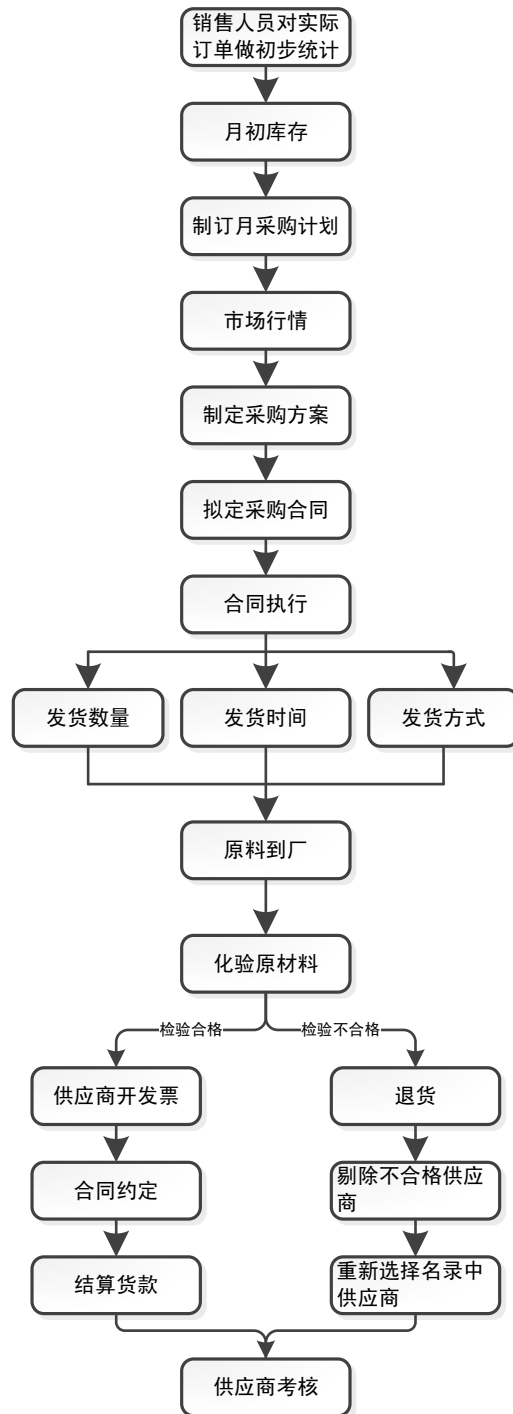 销售人员对实际
订单做初步统计
月初库存
制订月采购计划
市场行情
制定采购方案
拟定采购合同
合同执行
发货数量
发货时间
发货方式
原料到厂
化验原材料
检验合格
检验不合格
供应商开发票
退货
合同约定
剔除不合格供应
商
结算货款
重新选择名录中
供应商
供应商考核